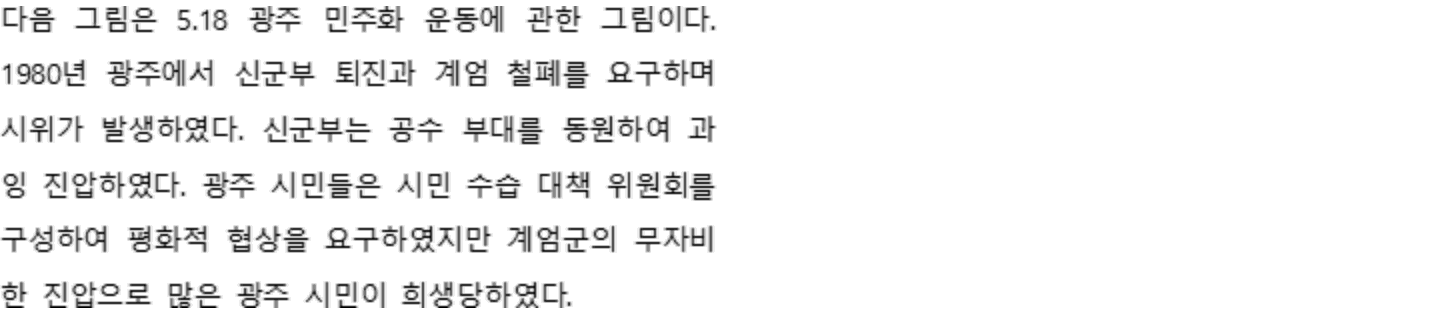 다음 그림은 5.18 광주 민주화 운동에 관한 그림이다.
1980년 광주에서 신군부 퇴진과 계엄 철폐를 요구하며
시위가 발생하였다. 신군부는 공수 부대를 동원하여 과
잉 진압하였다. 광주 시민들은 시민 수습 대책 위원회를
구성하여 평화적 협상을 요구하였지만 계엄군의 무자비
한 진압으로 많은 광주 시민이 희생당하였다.